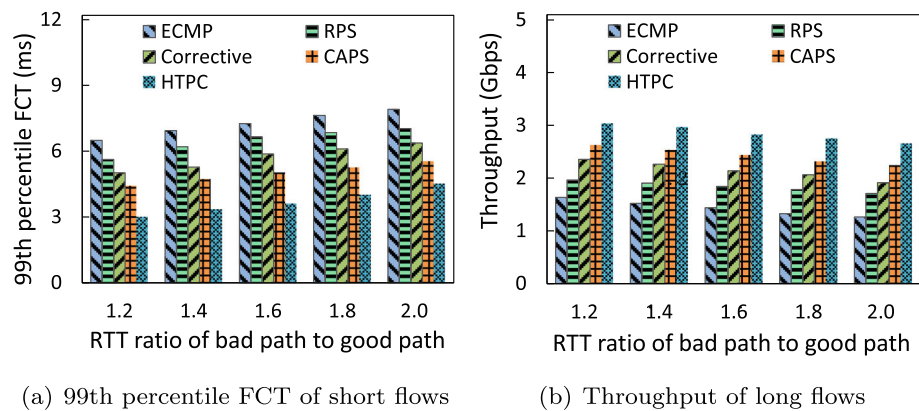 12
9
6
3
0
99th percentile FCT (ms)
ECMP
RPS
Corrective
CAPS
HTPC
1.2 1.4 1.6 1.8 2.0
RTT ratio of bad path to good path
(a) 99th percentile FCT of short flows
5
4
3
2
1
0
Throughput (Gbps)
ECMP
RPS
Corrective
CAPS
HTPC
1.2 1.4 1.6 1.8 2.0
RTT ratio of bad path to good path
(b) Throughput of long flows